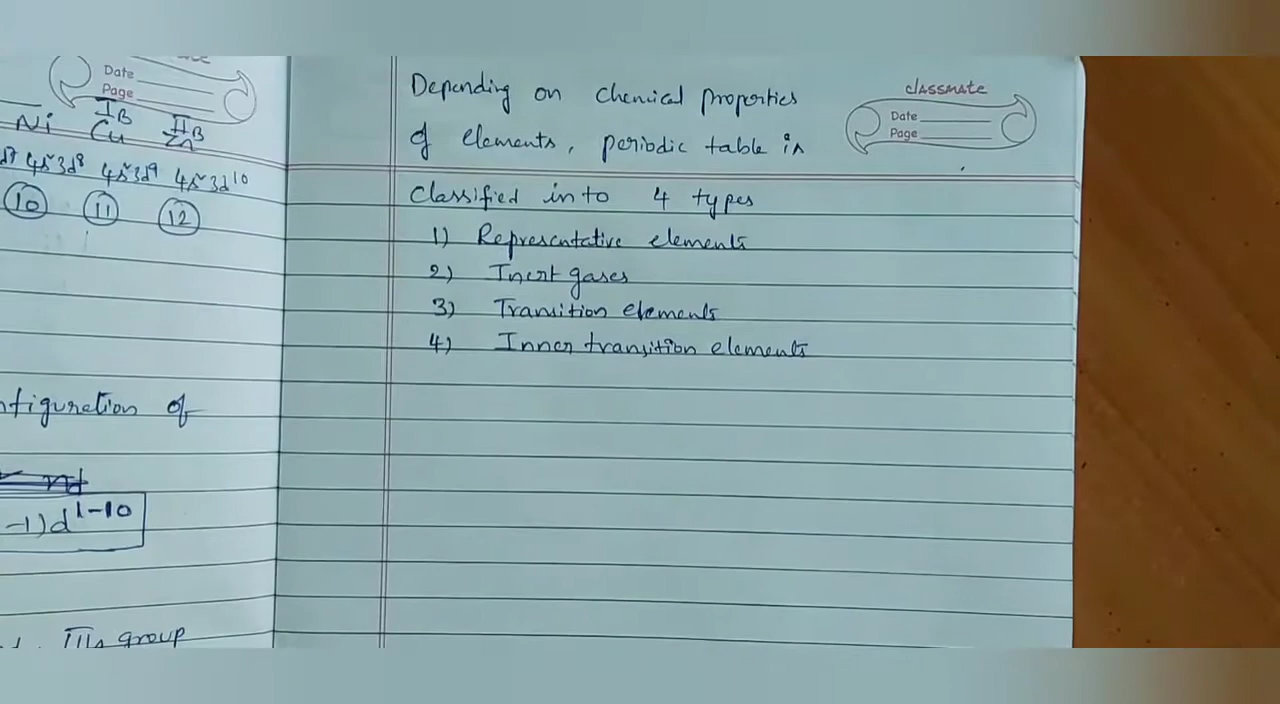 Date
Page
IB IIB
Ni Cu Zn
4s²3d⁸ 4s²3d⁹ 4s²3d¹⁰
10 11 12
nfiguration of
nd
-1)d¹⁻¹⁰
IIIA group
classmate
Date
Page
Depending on chemical properties
of elements, periodic table is
classified into 4 types
1) Representative elements
2) Inert gases
3) Transition elements
4) Inner transition elements